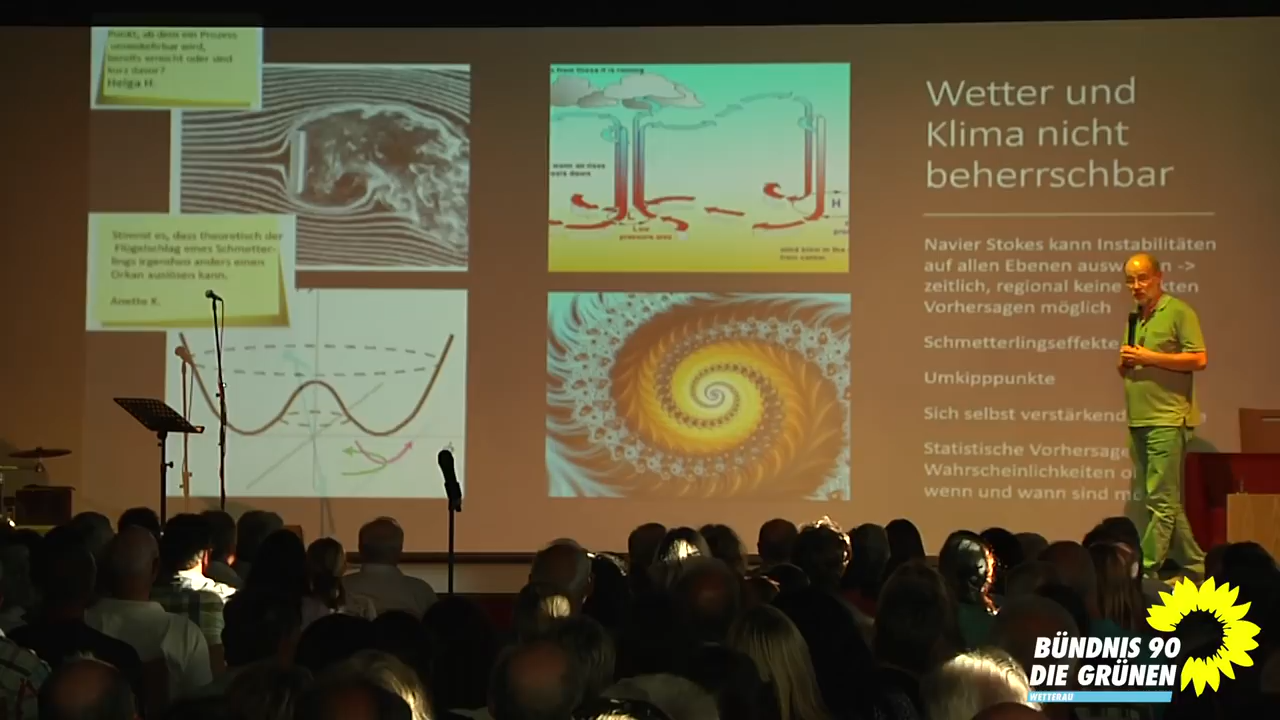 Punkt, ab dem ein Prozess
unumkehrbar wird,
bereits erreicht oder sind
kurz davor?
Helga H.
Stimmt es, dass theoretisch der
Flügelschlag eines Schmetter-
lings irgendwo anders einen
Orkan auslösen kann.
Anette K.
Low
pressure area
H
Wetter und
Klima nicht
beherrschbar
Navier Stokes kann Instabilitäten
auf allen Ebenen ->
zeitlich, regional keine
Vorhersagen möglich
Schmetterlingseffekte
Umkipppunkte
Sich selbst verstärkend
Statistische Vorhersage
Wahrscheinlichkeiten
wenn und wann sind
BÜNDNIS 90
DIE GRÜNEN
WETTERAU